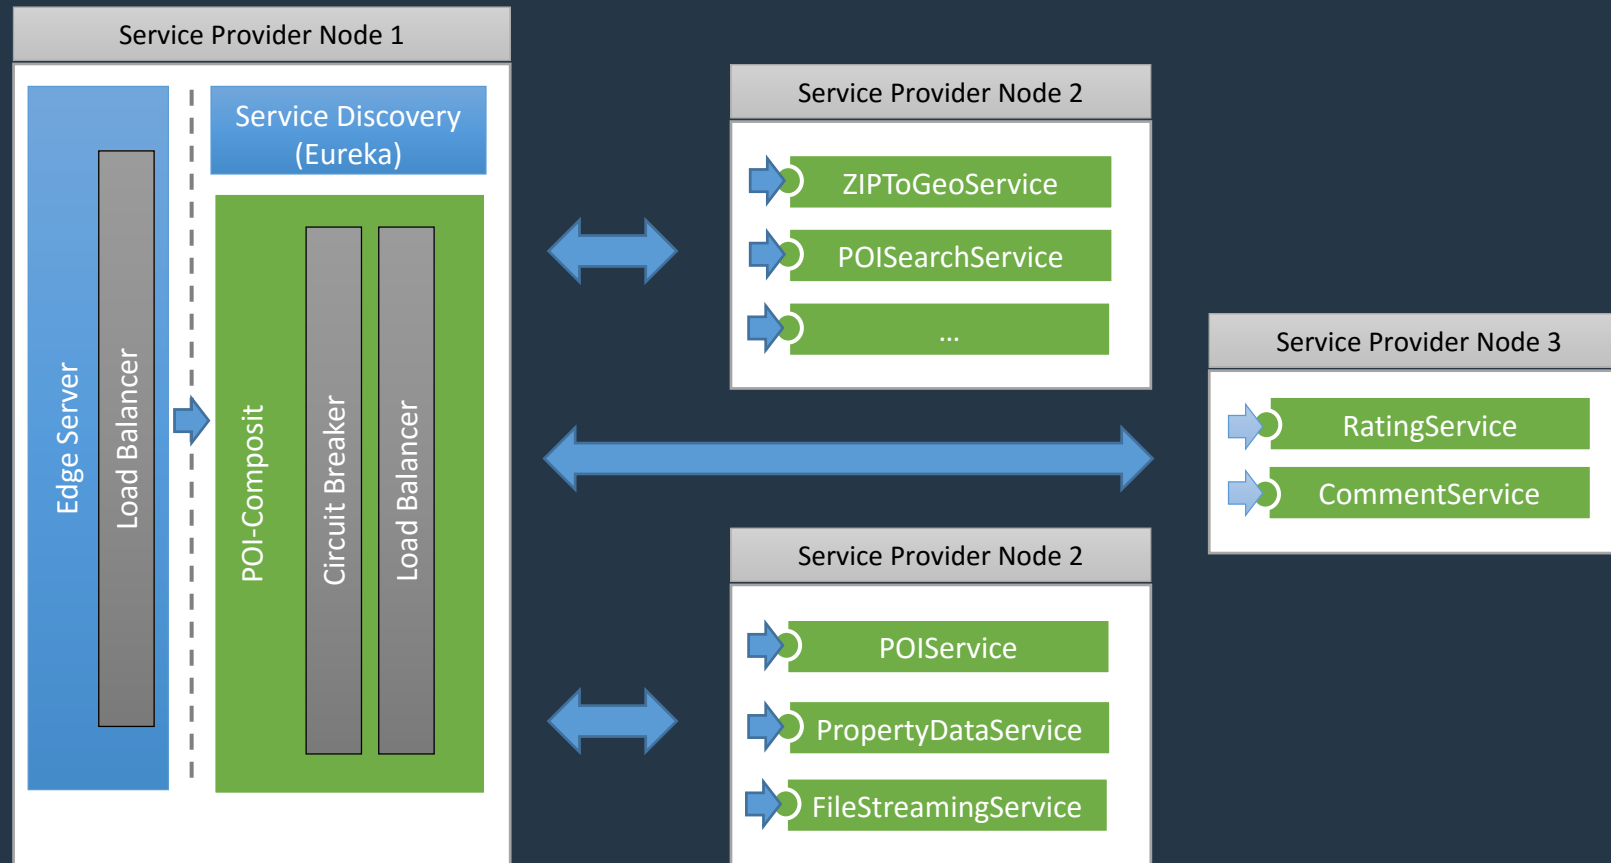 Service Provider Node 1
Edge Server
Load Balancer
Service Discovery
(Eureka)
POI-Composit
Circuit Breaker
Load Balancer
Service Provider Node 2
ZIPToGeoService
POISearchService
...
Service Provider Node 3
RatingService
CommentService
Service Provider Node 2
POIService
PropertyDataService
FileStreamingService